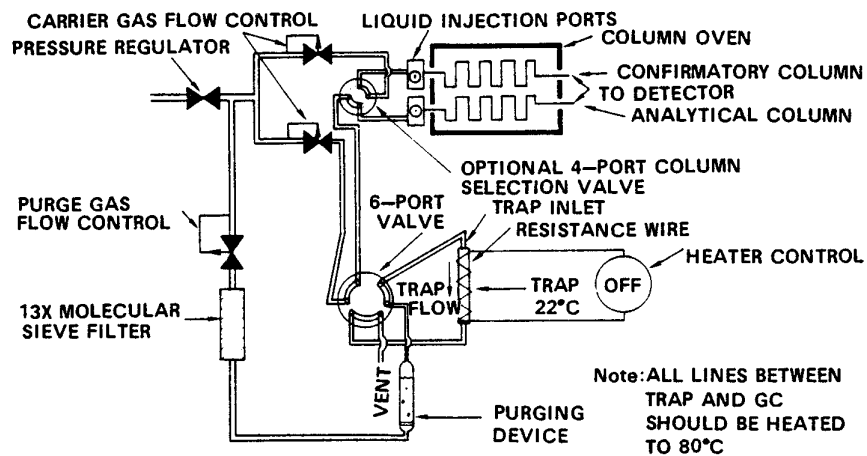 CARRIER GAS FLOW CONTROL
PRESSURE REGULATOR
LIQUID INJECTION PORTS
COLUMN OVEN
CONFIRMATORY COLUMN
TO DETECTOR
ANALYTICAL COLUMN
OPTIONAL 4-PORT COLUMN
SELECTION VALVE
PURGE GAS
FLOW CONTROL
6-PORT
VALVE
TRAP INLET
RESISTANCE WIRE
HEATER CONTROL
OFF
TRAP
FLOW
TRAP
22°C
13X MOLECULAR
SIEVE FILTER
VENT
PURGING
DEVICE
Note:ALL LINES BETWEEN
TRAP AND GC
SHOULD BE HEATED
TO 80°C